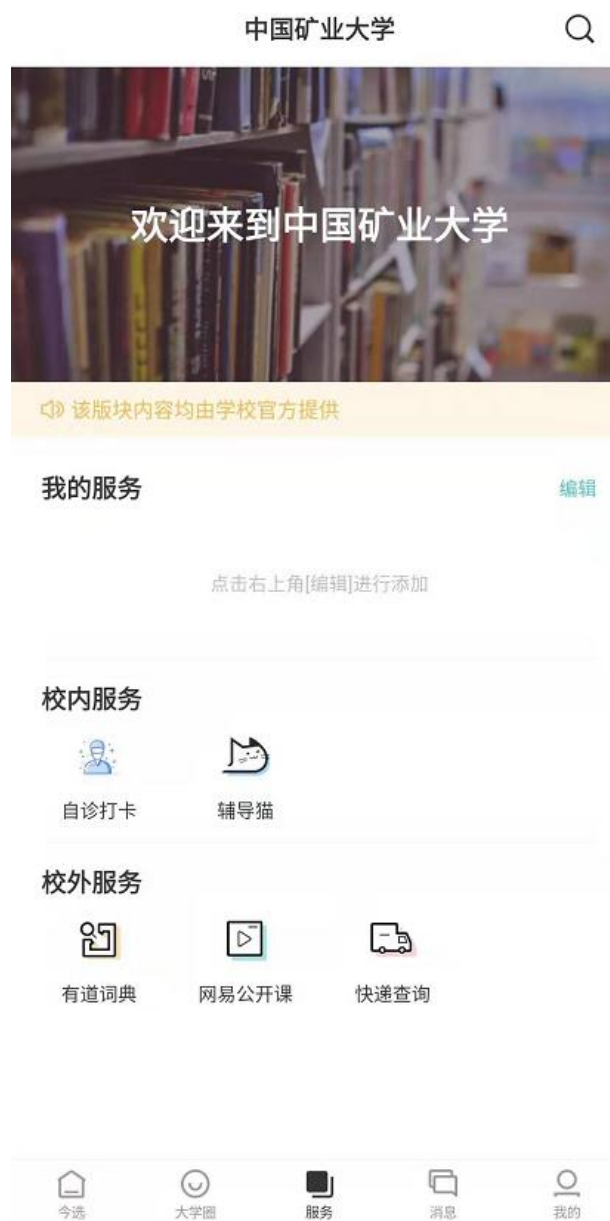 中国矿业大学
欢迎来到中国矿业大学
该版块内容均由学校官方提供
我的服务 编辑
点击右上角[编辑]进行添加
校内服务
自诊打卡 辅导猫
校外服务
有道词典 网易公开课 快递查询
今选 大学圈 服务 消息 我的